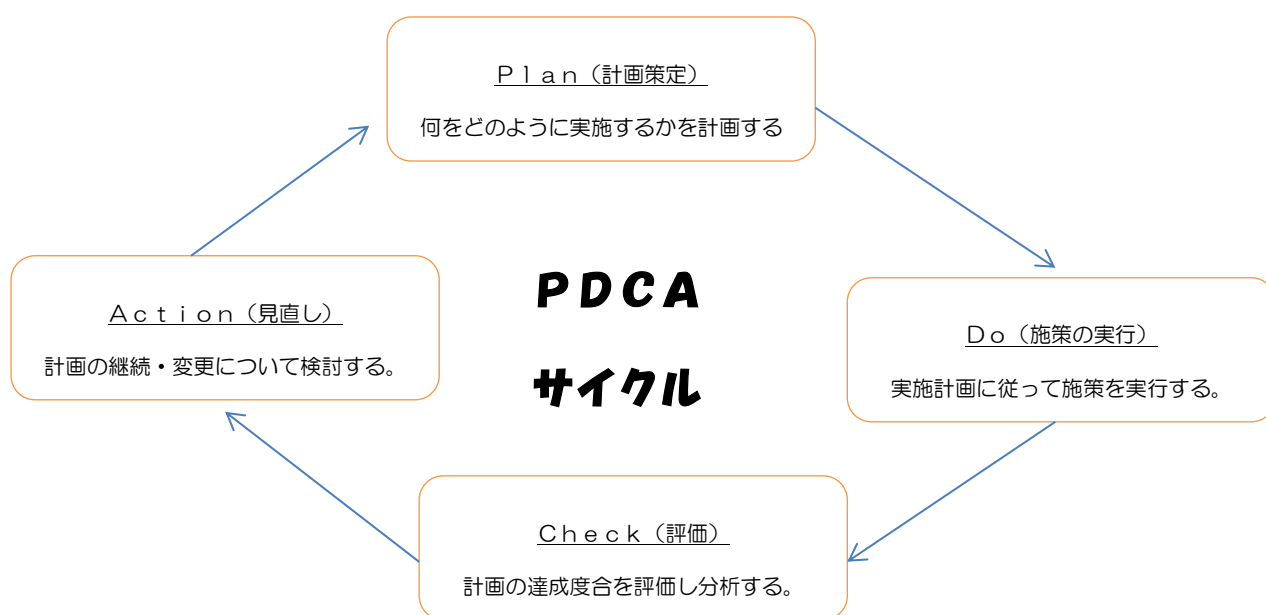 Ｐｌａｎ（計画策定）
何をどのように実施するかを計画する
ＰＤＣＡ
サイクル
Ａｃｔｉｏｎ（見直し）
計画の継続・変更について検討する。
Ｄｏ（施策の実行）
実施計画に従って施策を実行する。
Ｃｈｅｃｋ（評価）
計画の達成度合を評価し分析する。